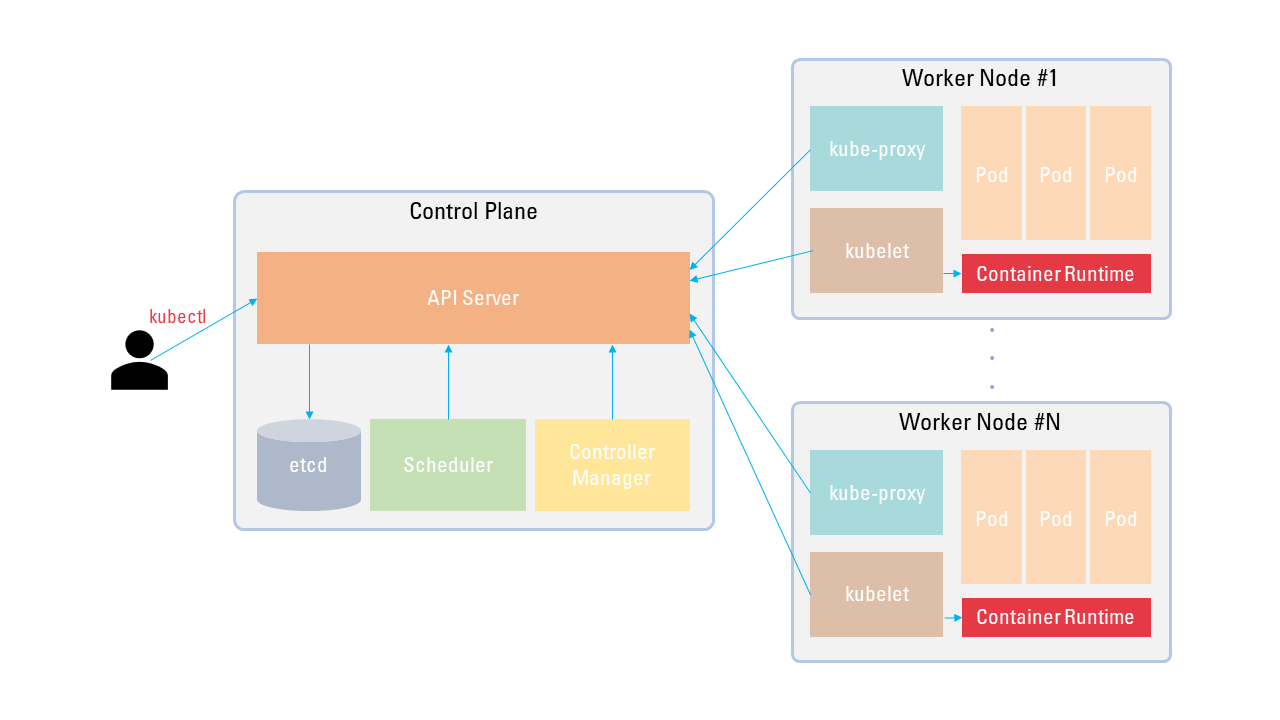 kubectl
Control Plane
API Server
etcd
Scheduler
Controller
Manager
Worker Node #1
kube-proxy
Pod Pod Pod
kubelet
Container Runtime
Worker Node #N
kube-proxy
Pod Pod Pod
kubelet
Container Runtime